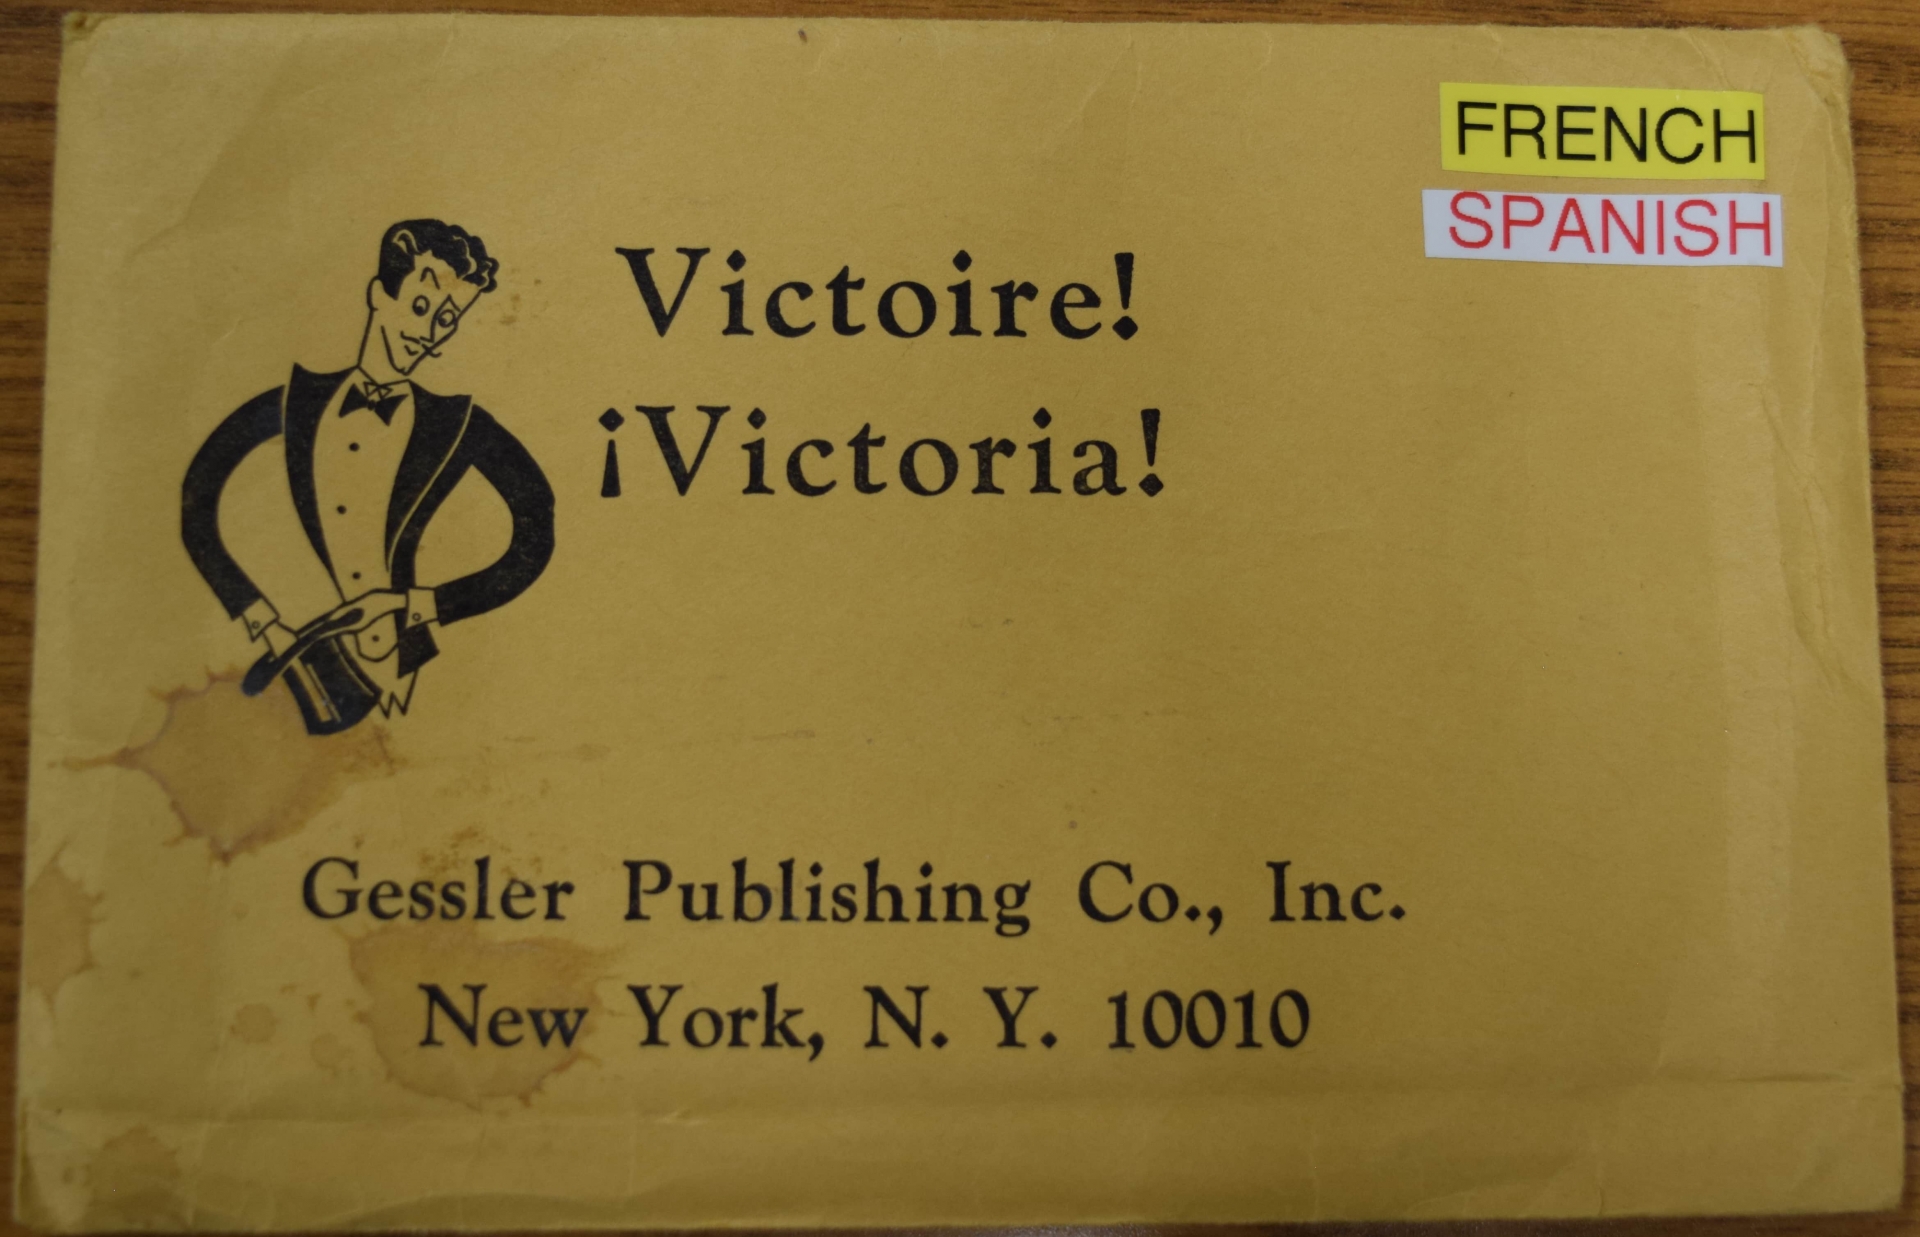 FRENCH
SPANISH
Victoire!
¡Victoria!
Gessler Publishing Co., Inc.
New York, N. Y. 10010